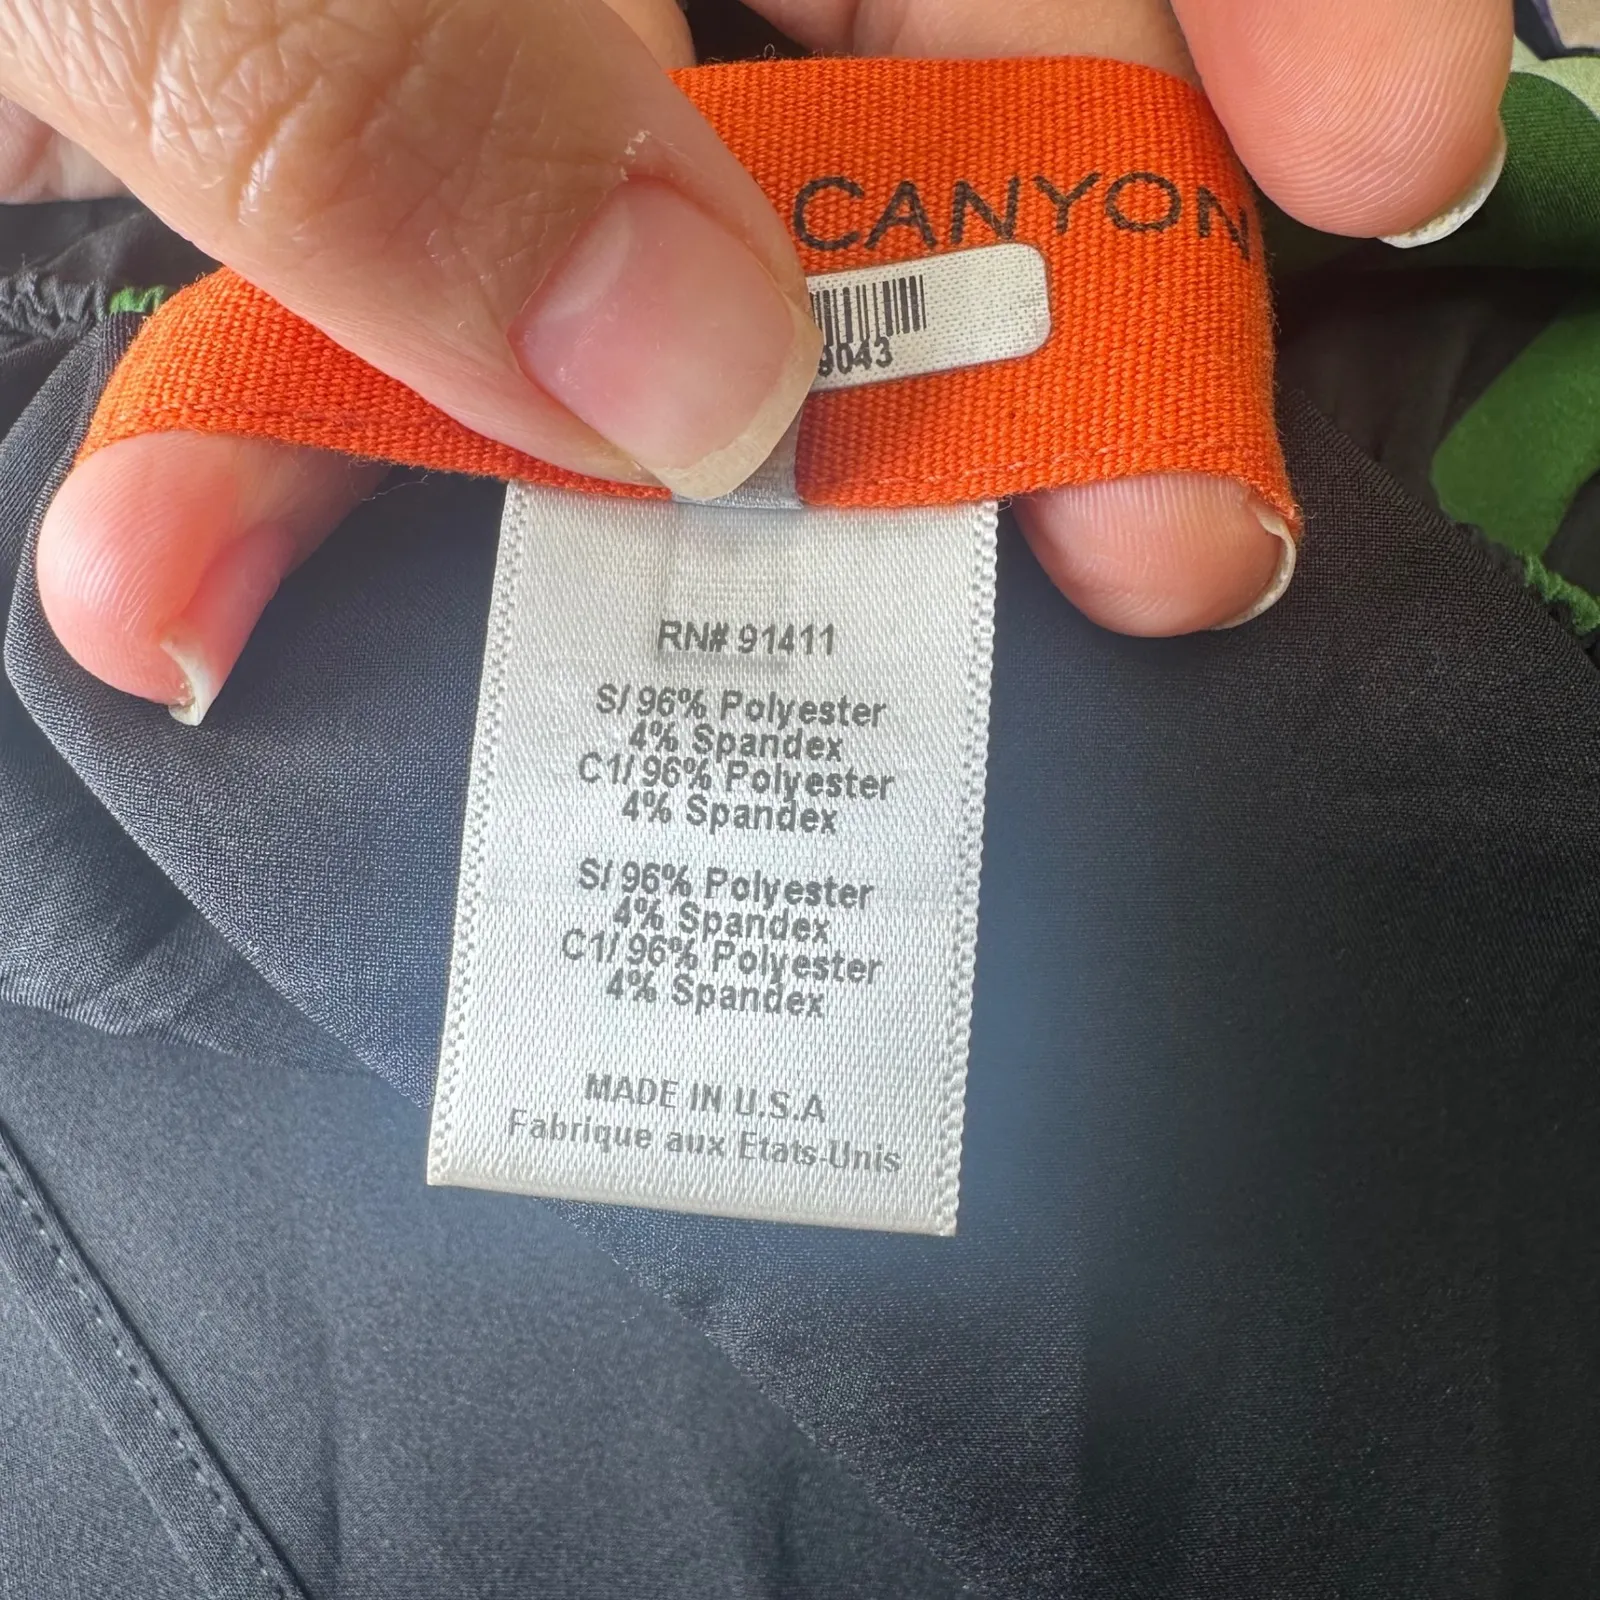 CANYON
9043
RN# 91411
S/ 96% Polyester
4% Spandex
C1/ 96% Polyester
4% Spandex
S/ 96% Polyester
4% Spandex
C1/ 96% Polyester
4% Spandex
MADE IN U.S.A
Fabrique aux Etats-Unis